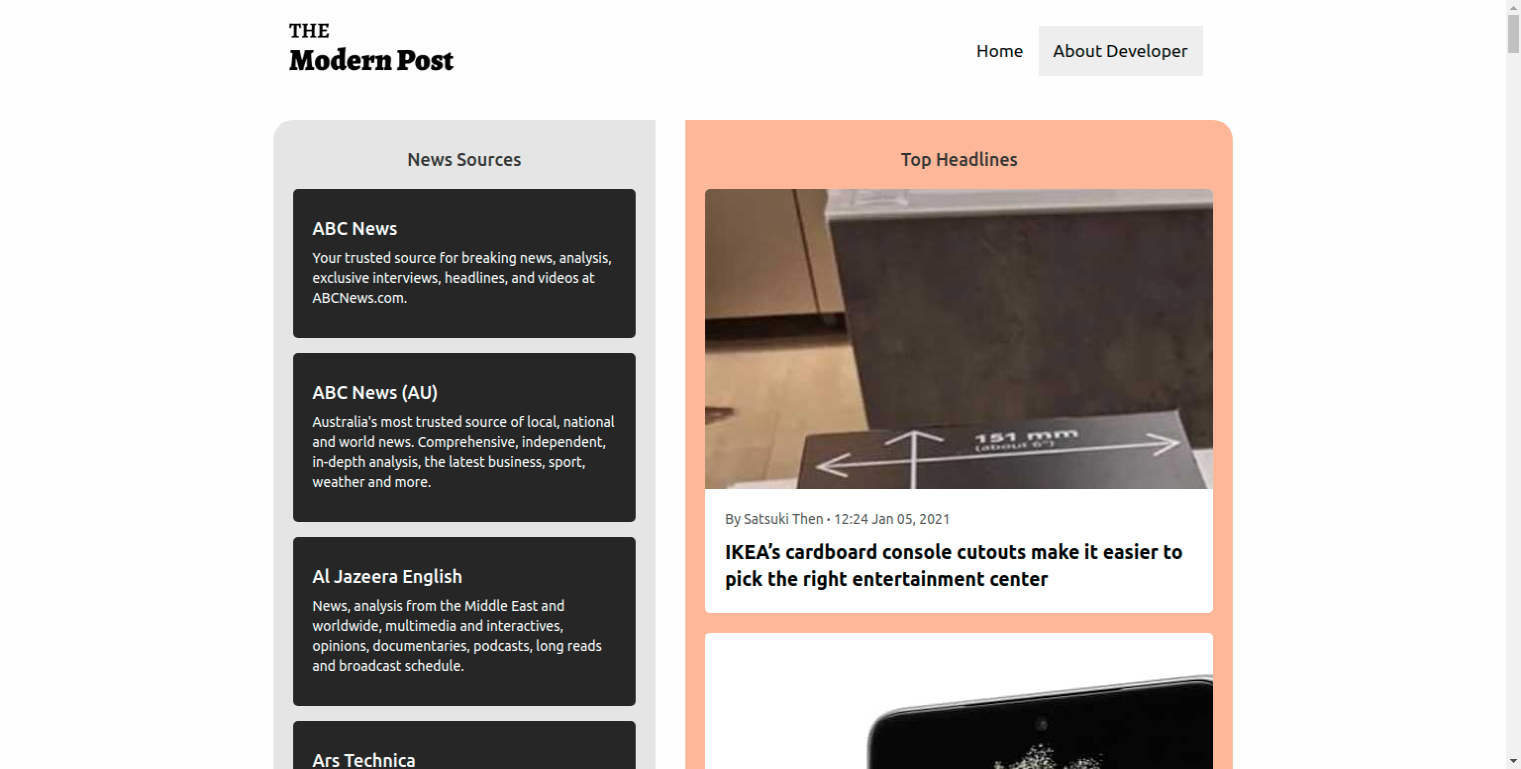 THE
Modern Post
Home
About Developer
News Sources
ABC News
Your trusted source for breaking news, analysis,
exclusive interviews, headlines, and videos at
ABCNews.com.
ABC News (AU)
Australia's most trusted source of local, national
and world news. Comprehensive, independent,
in-depth analysis, the latest business, sport,
weather and more.
Al Jazeera English
News, analysis from the Middle East and
worldwide, multimedia and interactives,
opinions, documentaries, podcasts, long reads
and broadcast schedule.
Ars Technica
Top Headlines
151 mm
(about 6")
By Satsuki Then • 12:24 Jan 05, 2021
IKEA’s cardboard console cutouts make it easier to
pick the right entertainment center